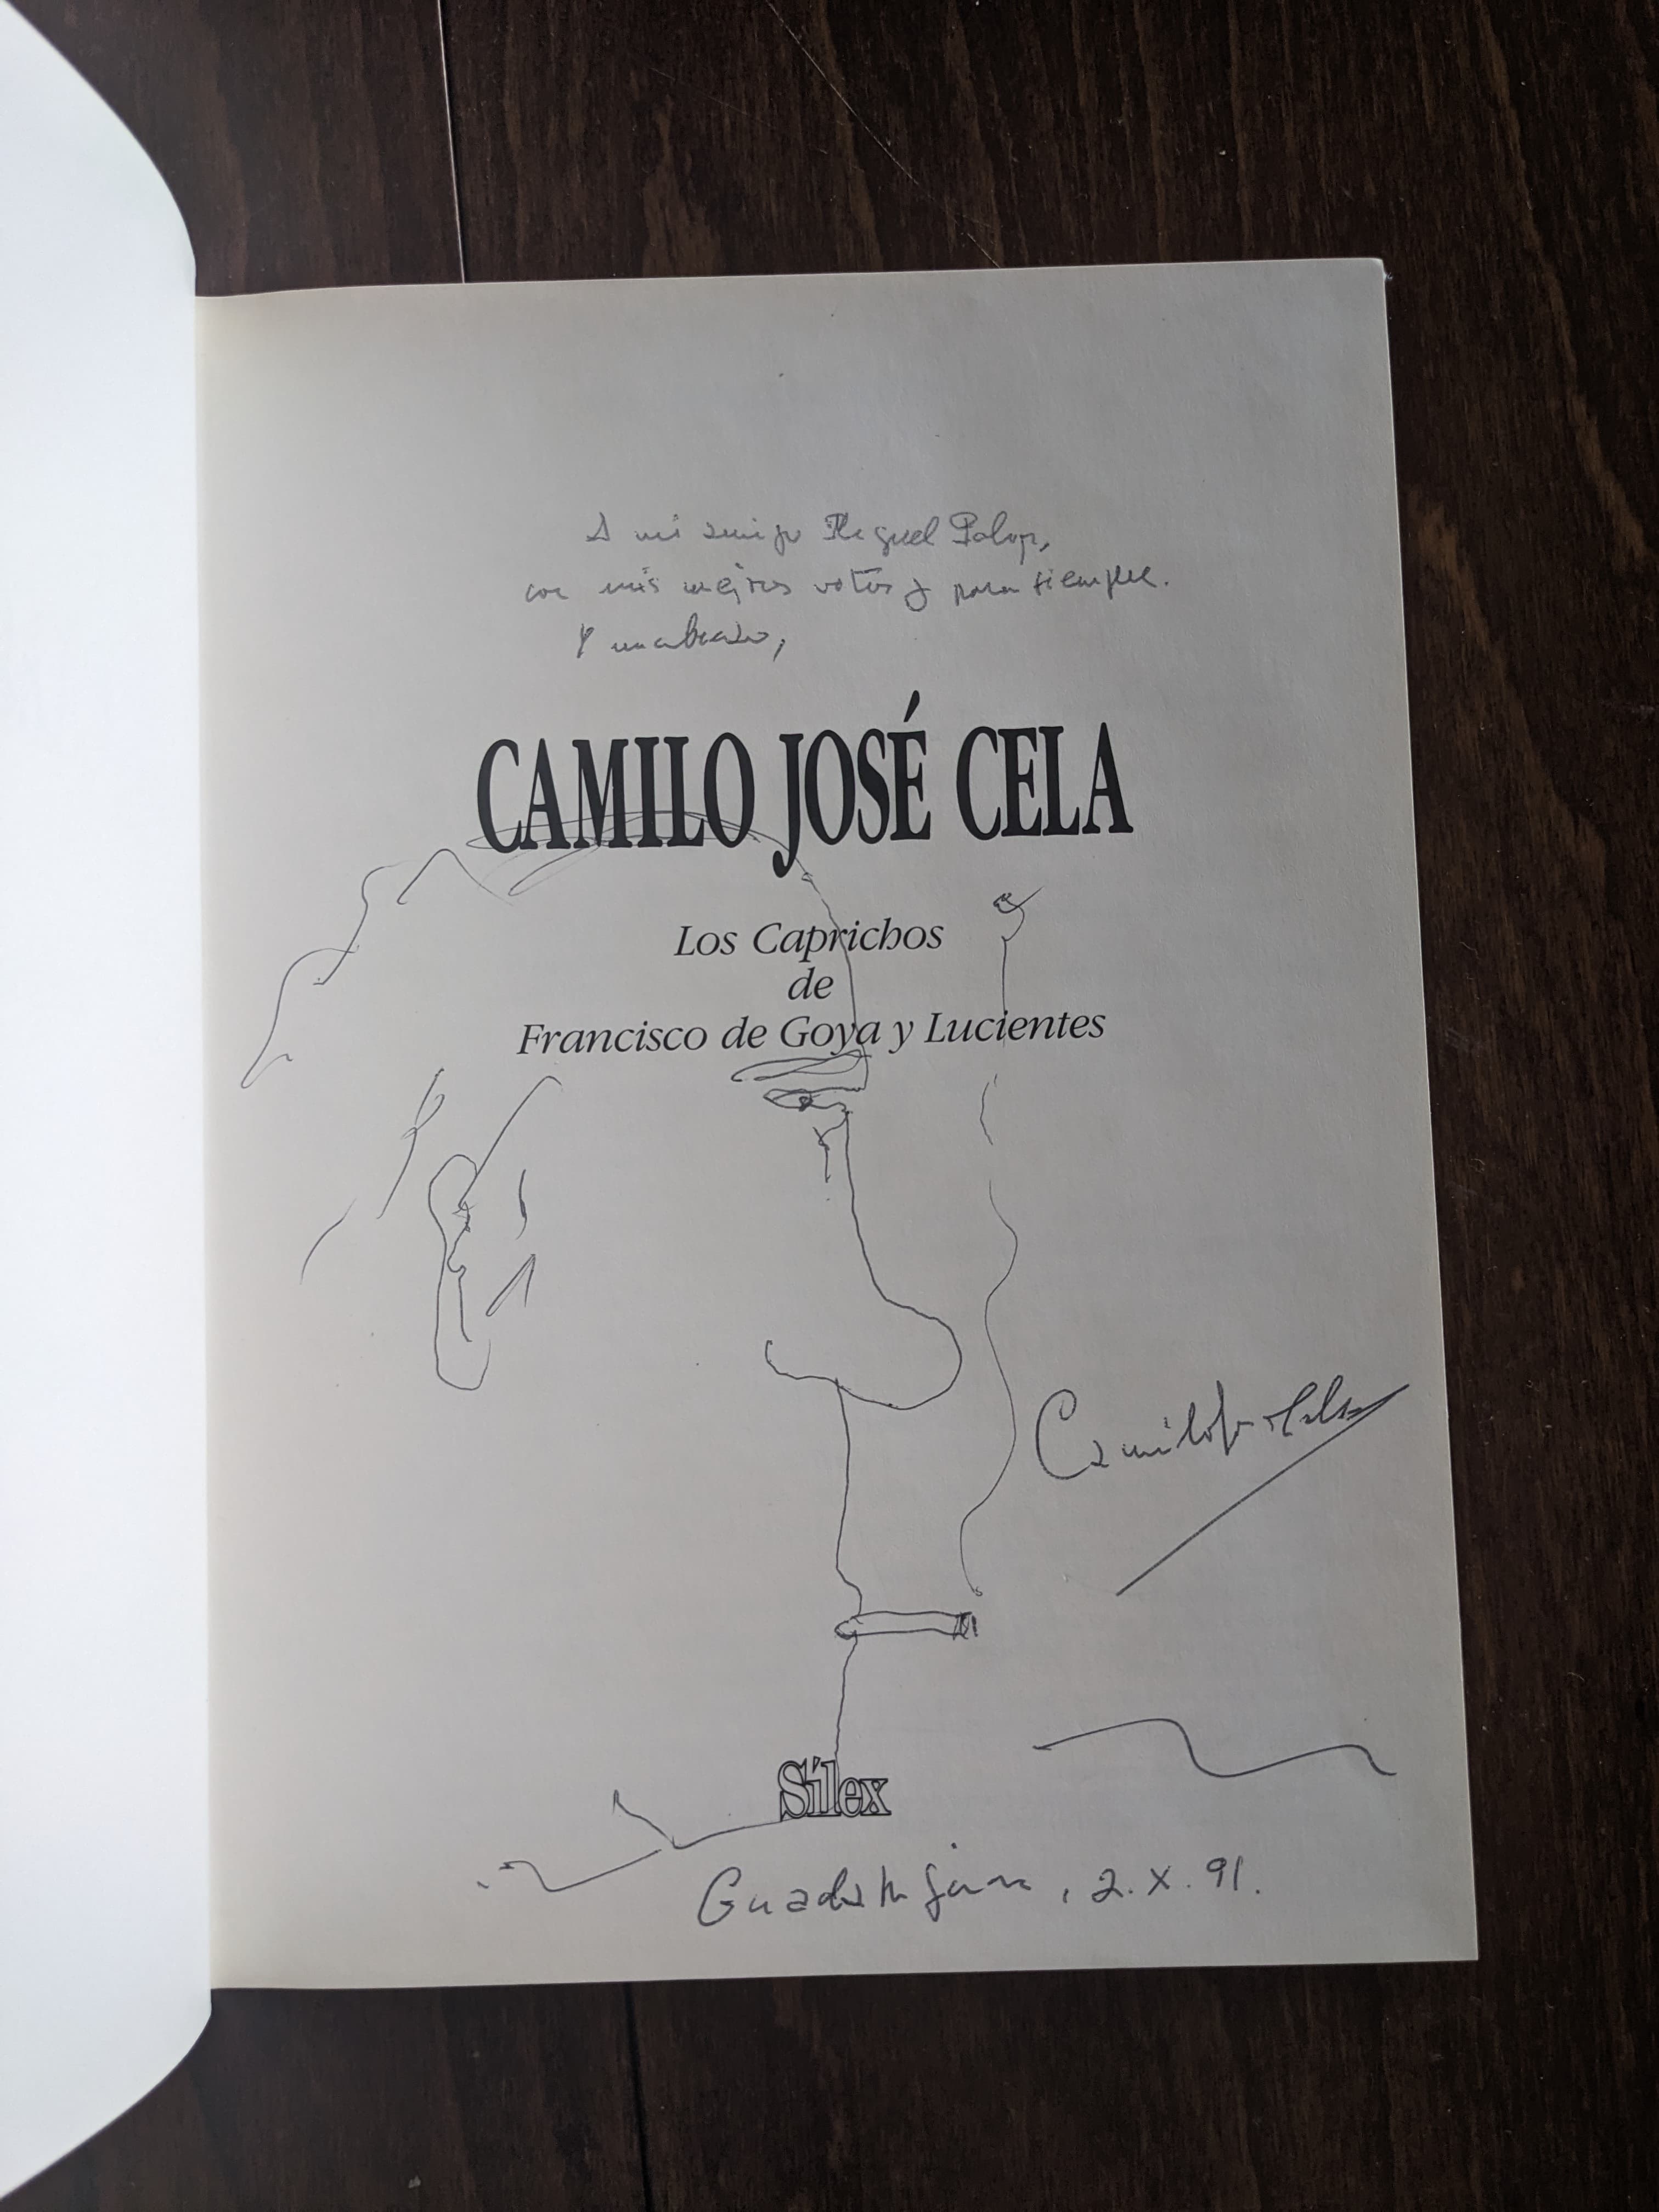 A mi amigo Miguel Palop,
con mis mejores votos y para siempre.
Y un abrazo,
CAMILO JOSÉ CELA
Los Caprichos
de
Francisco de Goya y Lucientes
Camilo José Cela
Sílex
Guadalajara, 2.X.91.